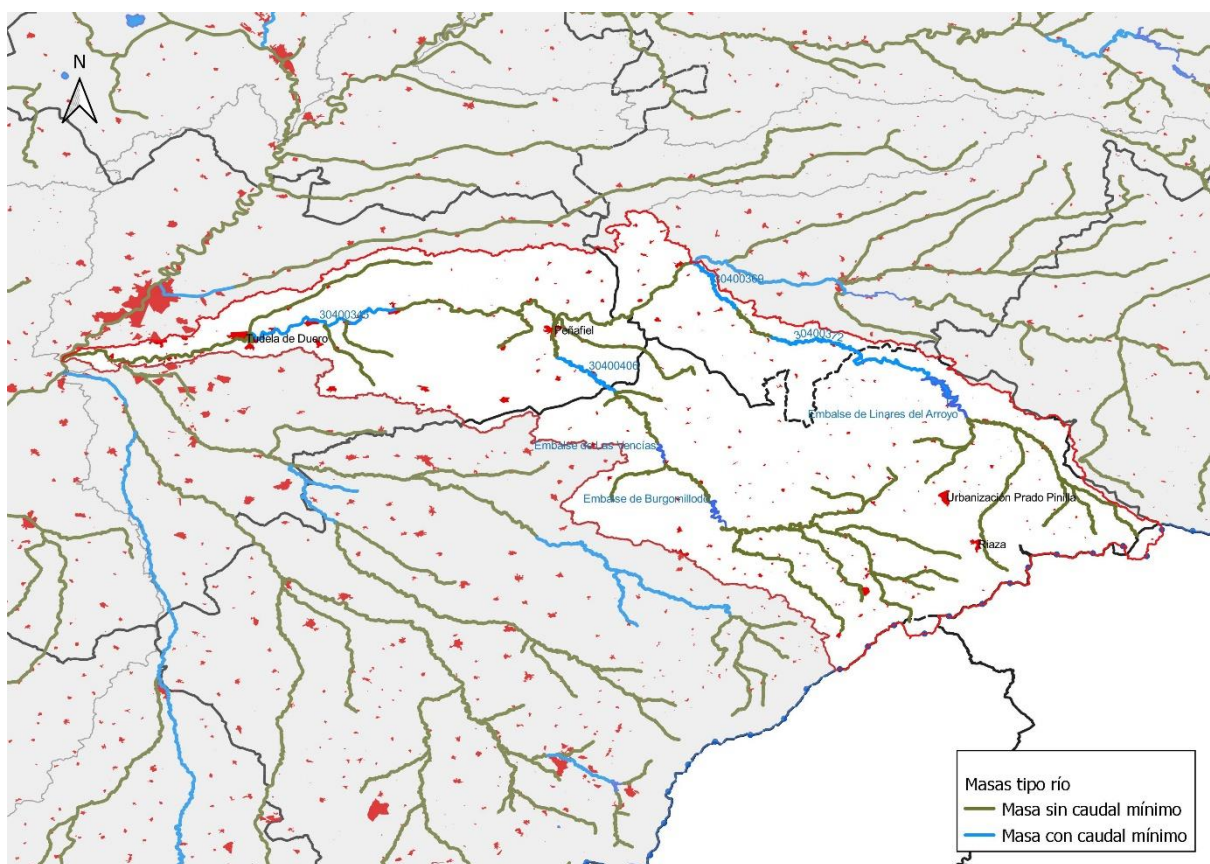 N
30400369
30400345
Tudela de Duero
Peñafiel
30400372
30400406
Embalse de Linares del Arroyo
Embalse de Las Vencías
Embalse de Burgomillodo
Urbanización Prado Pinilla
Riaza
Masas tipo río
Masa sin caudal mínimo
Masa con caudal mínimo